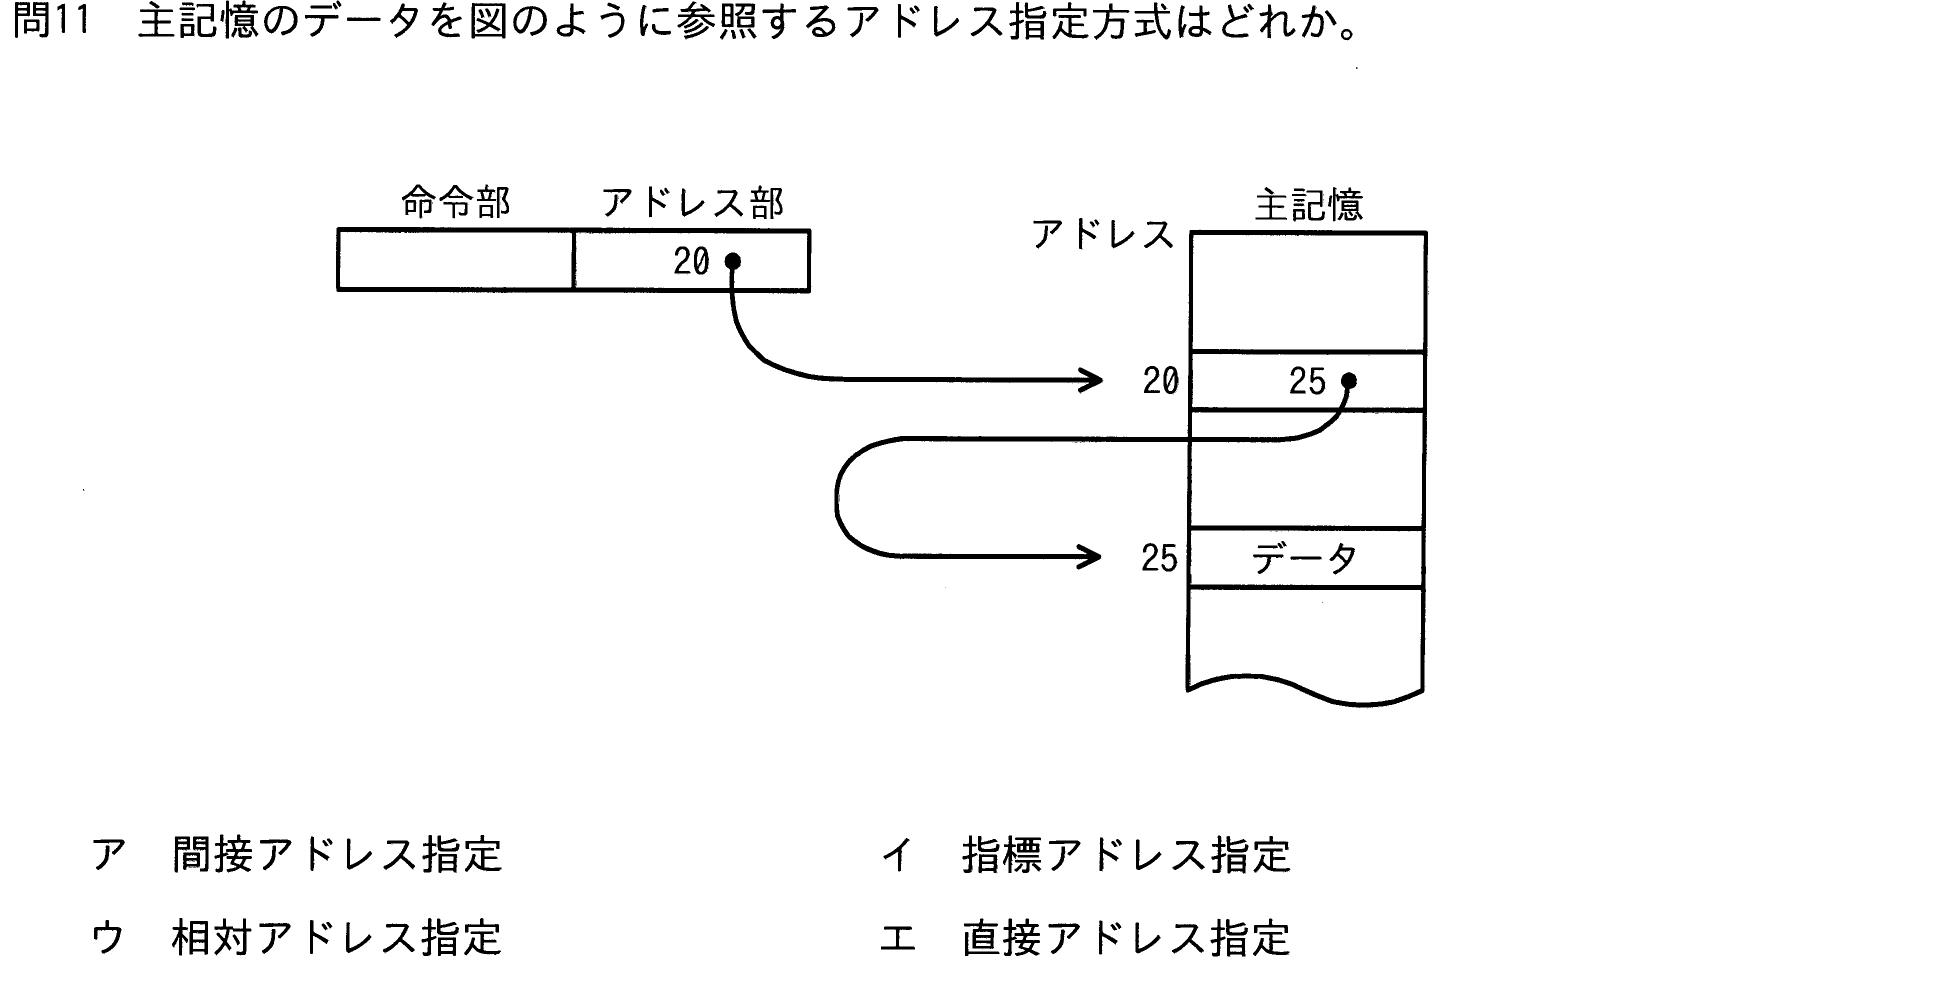 問11　主記憶のデータを図のように参照するアドレス指定方式はどれか。
命令部　アドレス部
主記憶
アドレス
20
20　25
25　データ
ア　間接アドレス指定　イ　指標アドレス指定
ウ　相対アドレス指定　エ　直接アドレス指定